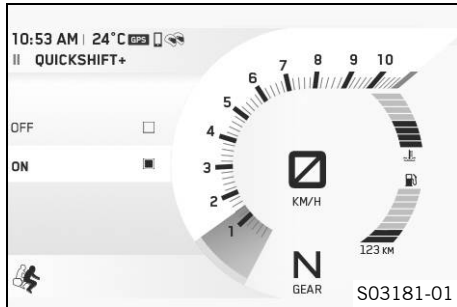 10:53 AM | 24°C GPS
QUICKSHIFT+
OFF
ON
1
2
3
4
5
6
7
8
9
10
0
KM/H
N
GEAR
123 KM
S03181-01